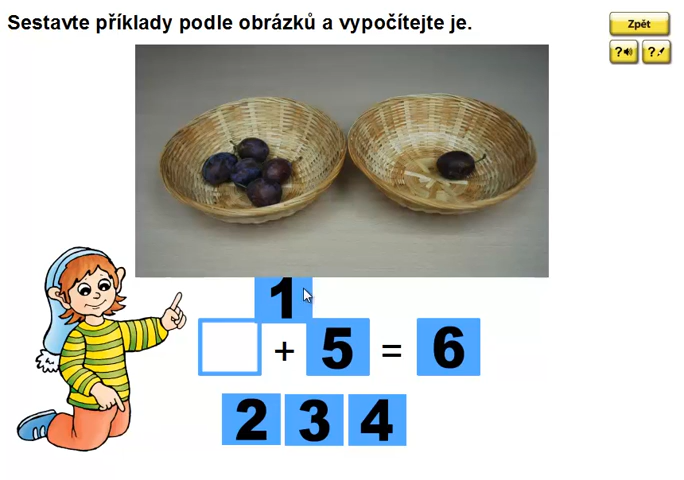 Sestavte příklady podle obrázků a vypočítejte je.
Zpět
? ?
1
+ 5 = 6
2 3 4